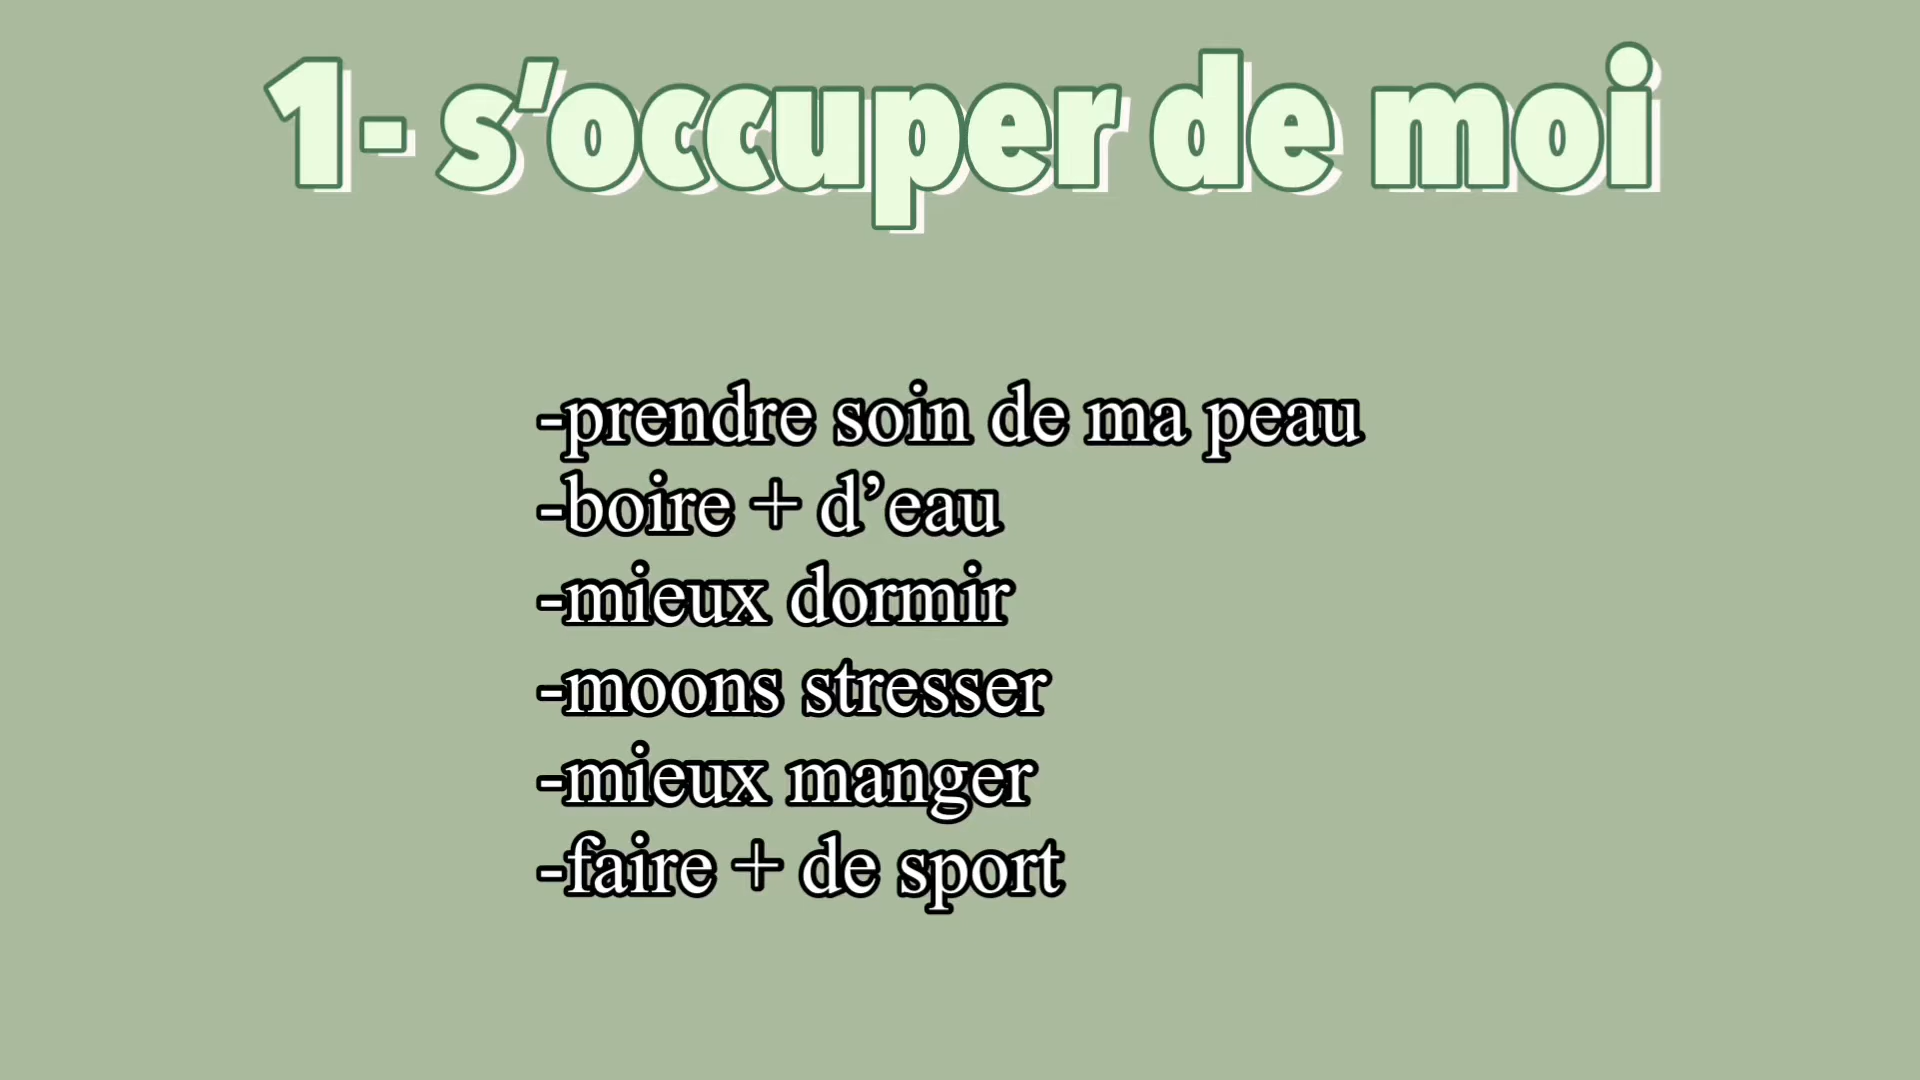 1- s’occuper de moi
-prendre soin de ma peau
-boire + d’eau
-mieux dormir
-moons stresser
-mieux manger
-faire + de sport